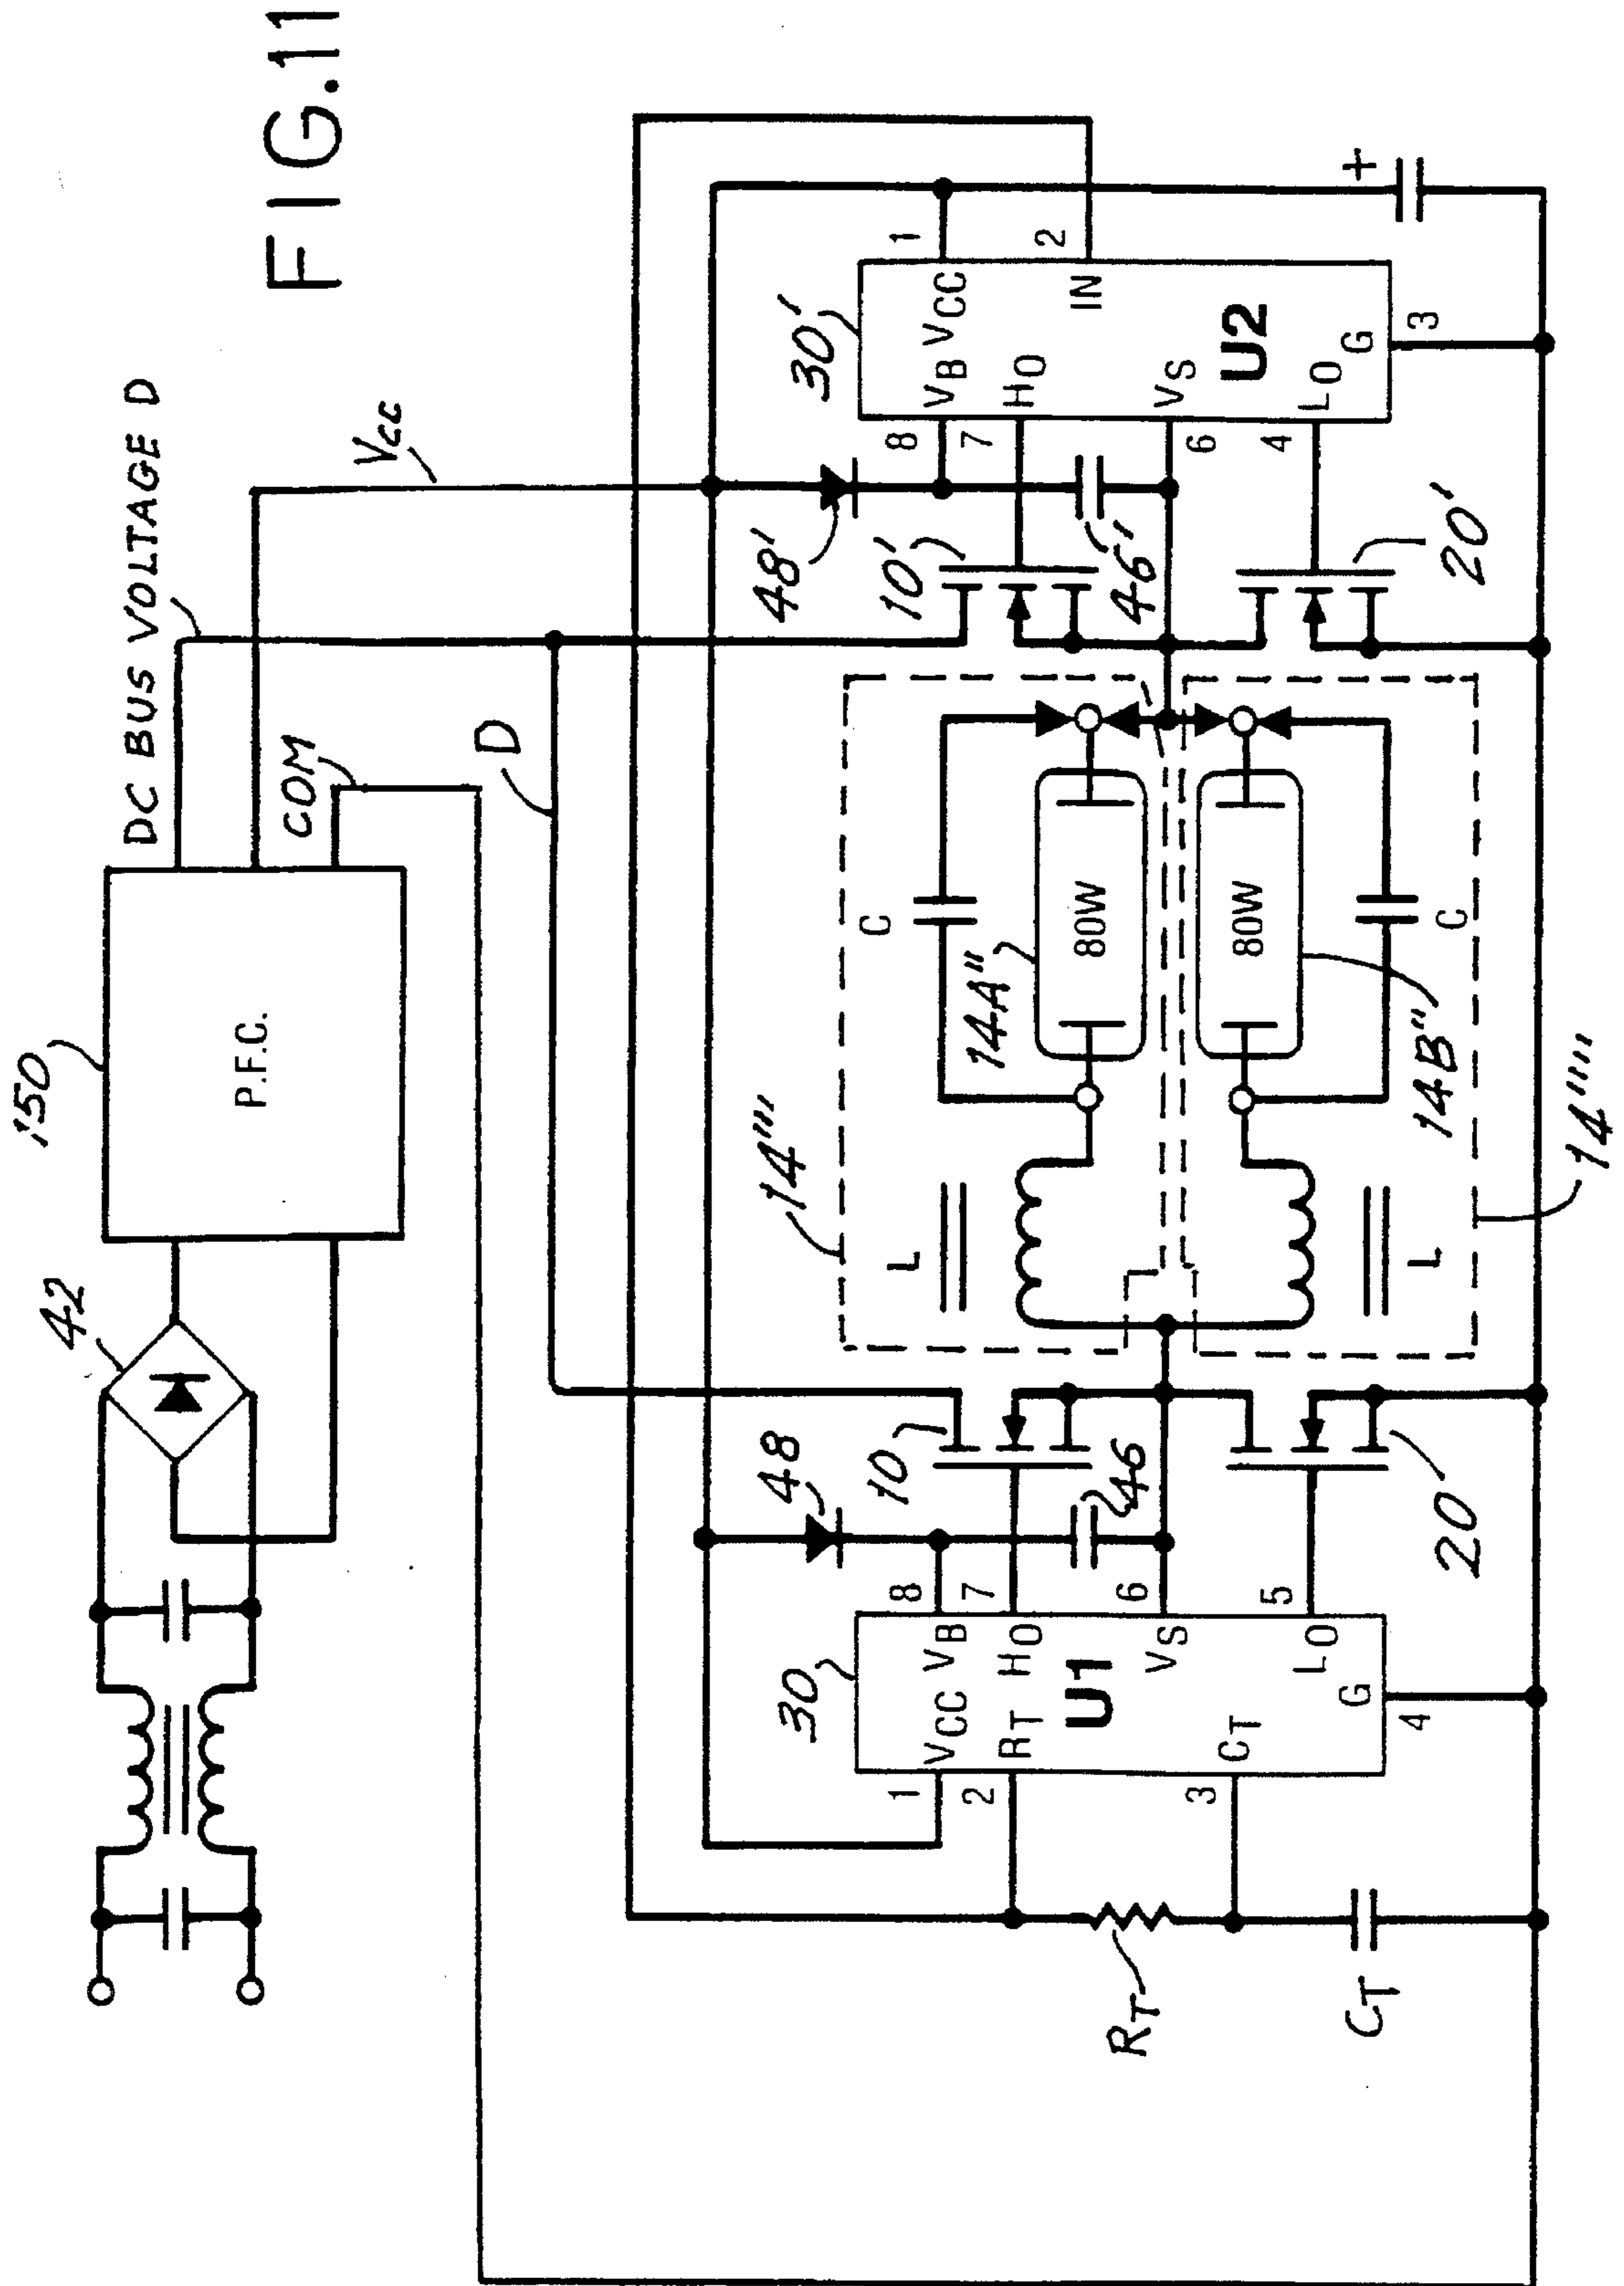 FIG.11
DC BUS VOLTAGE D
150
P.F.C.
42
COM
VCC
D
48
48'
10
10'
46
46'
14'''
30
30'
VCC
VB
RT
HO
U1
VS
CT
LO
G
1
2
3
4
5
6
7
8
L
C
14A"
80W
80W
14B"
C
L
VB
VCC
HO
IN
VS
U2
LO
G
8
7
6
4
1
2
3
+
RT
CT
20
20'
14''''